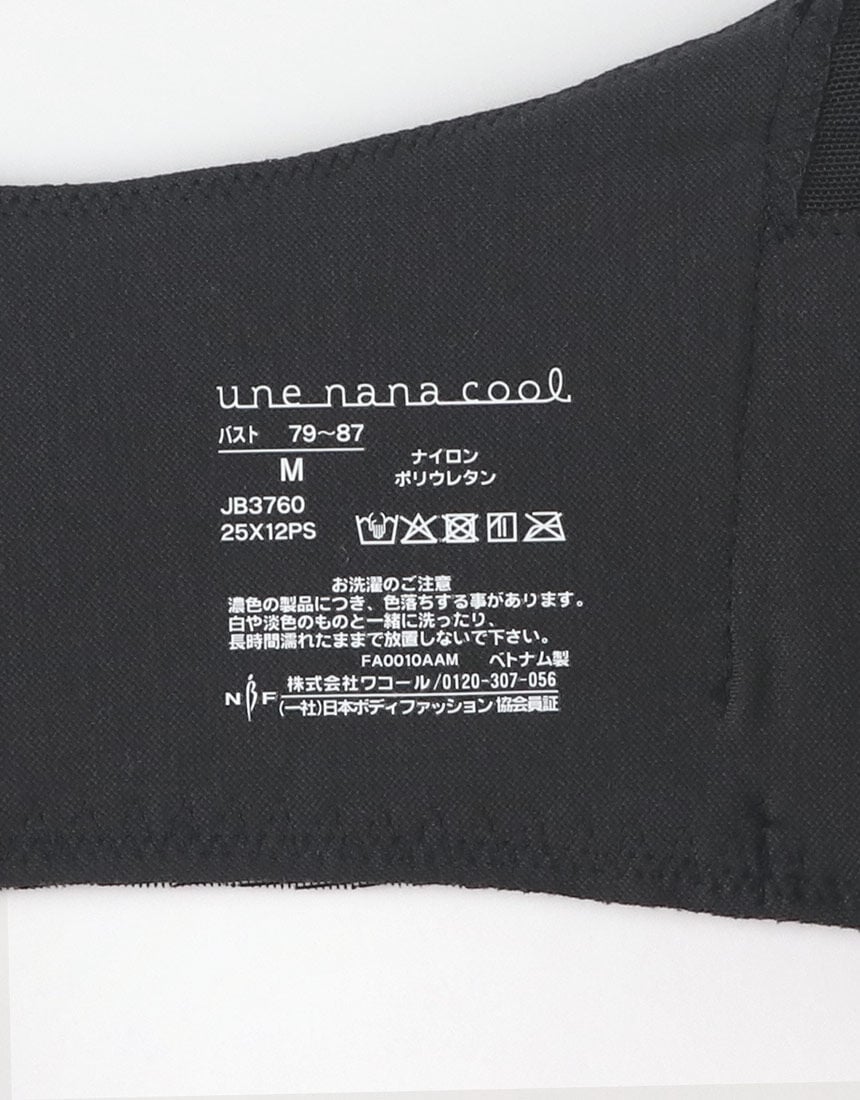 une nana cool
バスト 79〜87
M
ナイロン
ポリウレタン
JB3760
25X12PS
お洗濯のご注意
濃色の製品につき、色落ちする事があります。
白や淡色のものと一緒に洗ったり、
長時間濡れたままで放置しないで下さい。
FA0010AAM ベトナム製
NBF 株式会社ワコール/0120-307-056
(一社)日本ボディファッション協会員証